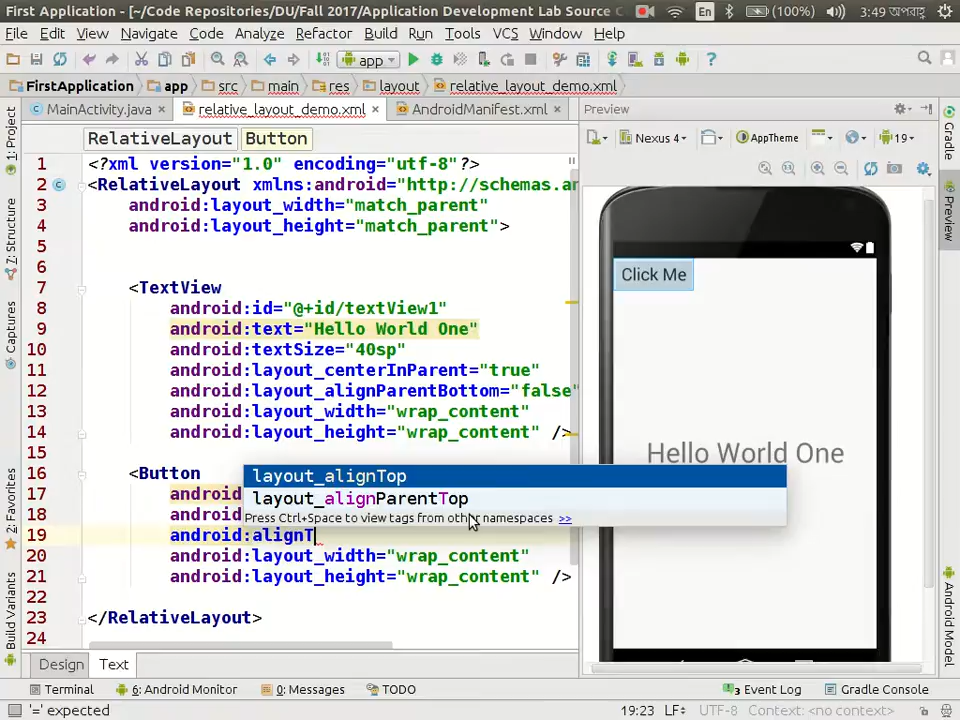 First Application - [~/Code Repositories/DU/Fall 2017/Application Development Lab Source C
En
(100%)
3:49 অপরাহ্
File Edit View Navigate Code Analyze Refactor Build Run Tools VCS Window Help
app
FirstApplication app src main res layout relative_layout_demo.xml
MainActivity.java relative_layout_demo.xml AndroidManifest.xml
Preview
RelativeLayout Button
Nexus 4 AppTheme 19
1 <?xml version="1.0" encoding="utf-8"?>
2 <RelativeLayout xmlns:android="http://schemas.an
3 android:layout_width="match_parent"
4 android:layout_height="match_parent">
5
6
7 <TextView
8 android:id="@+id/textView1"
9 android:text="Hello World One"
10 android:textSize="40sp"
11 android:layout_centerInParent="true"
12 android:layout_alignParentBottom="false"
13 android:layout_width="wrap_content"
14 android:layout_height="wrap_content" />
15
16 <Button
17 android
18 android
19 android:alignT
20 android:layout_width="wrap_content"
21 android:layout_height="wrap_content" />
22
23 </RelativeLayout>
24
layout_alignTop
layout_alignParentTop
Press Ctrl+Space to view tags from other namespaces >>
Click Me
Hello World One
1: Project
7: Structure
Captures
2: Favorites
Build Variants
Gradle
Preview
Android Model
Design Text
Terminal 6: Android Monitor 0: Messages TODO 3 Event Log Gradle Console
'=' expected 19:23 LF÷ UTF-8 Context: <no context>